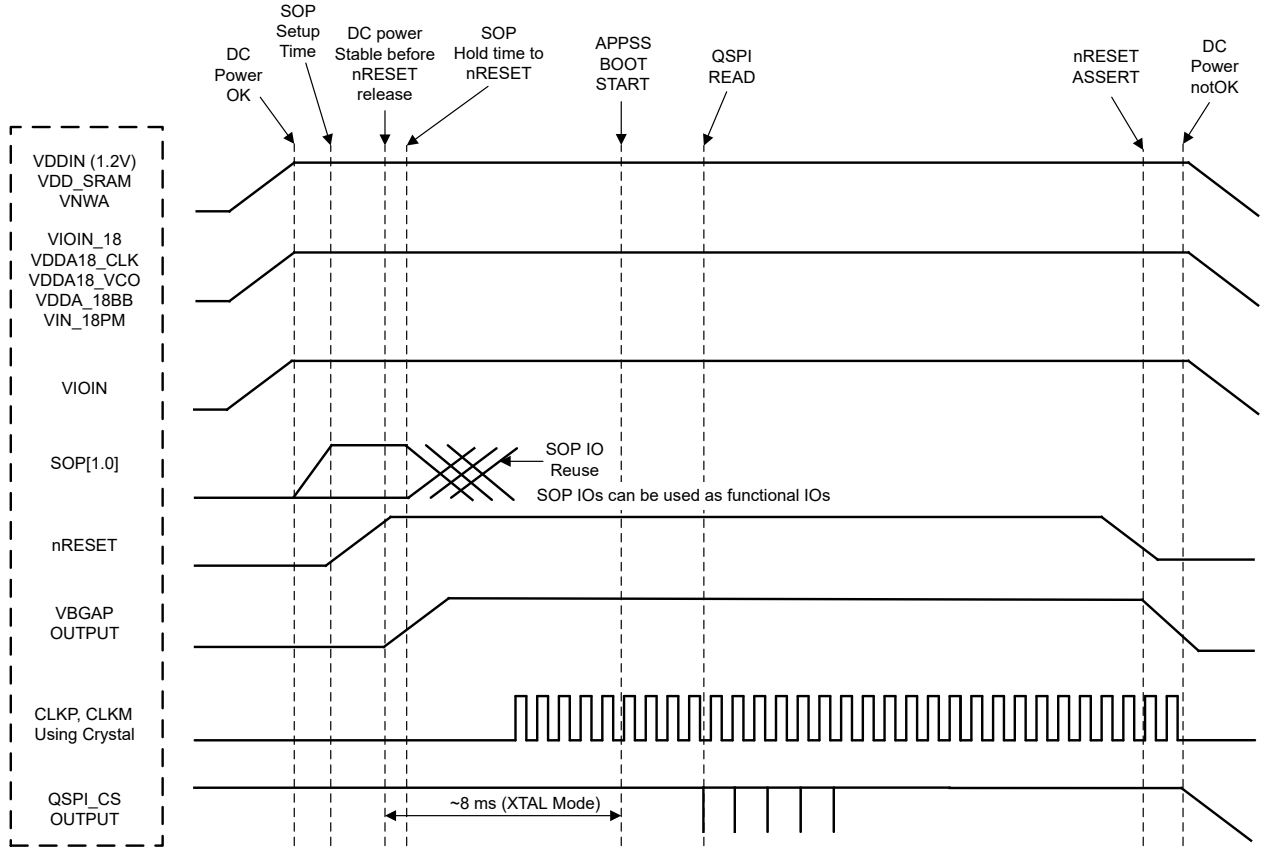 SOP
Setup
Time
DC
Power
OK
DC power
Stable before
nRESET
release
SOP
Hold time to
nRESET
APPSS
BOOT
START
QSPI
READ
nRESET
ASSERT
DC
Power
notOK
VDDIN (1.2V)
VDD_SRAM
VNWA
VIOIN_18
VDDA18_CLK
VDDA18_VCO
VDDA_18BB
VIN_18PM
VIOIN
SOP[1.0]
SOP IO
Reuse
SOP IOs can be used as functional IOs
nRESET
VBGAP
OUTPUT
CLKP, CLKM
Using Crystal
QSPI_CS
OUTPUT
~8 ms (XTAL Mode)